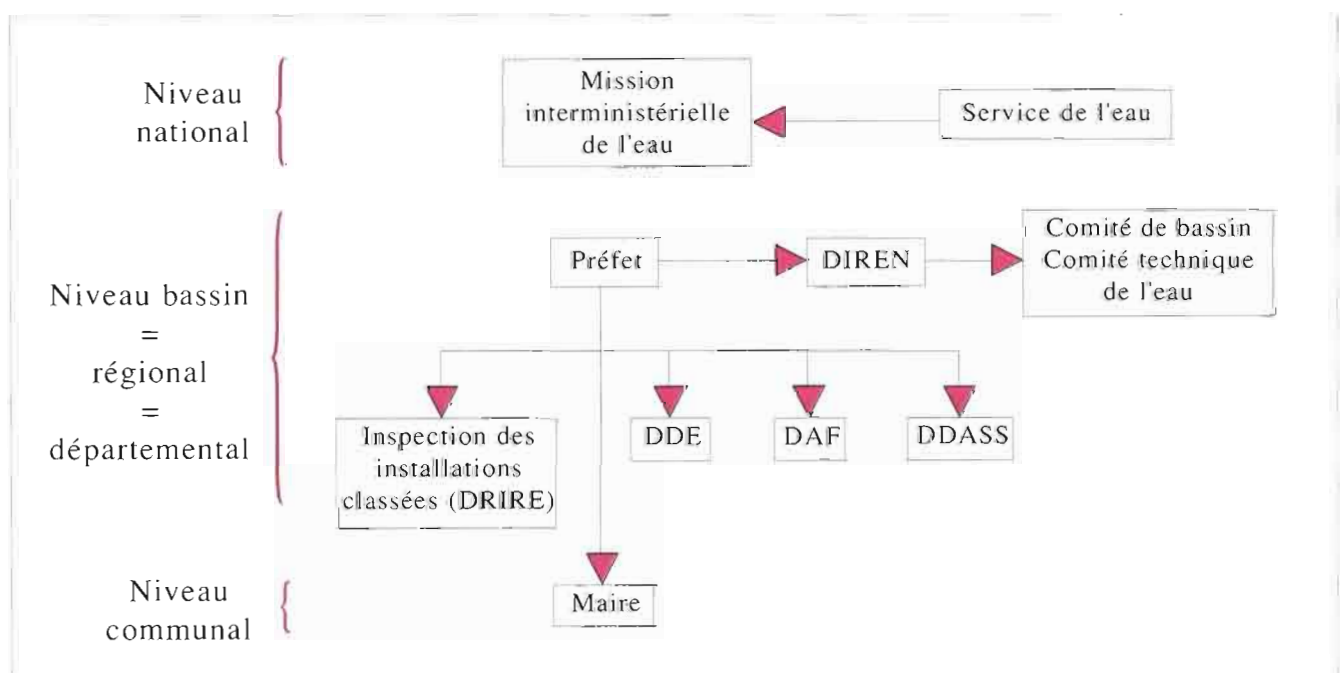 Niveau
national
Mission
interministérielle
de l'eau
Service de l'eau
Niveau bassin
=
régional
=
départemental
Préfet
DIREN
Comité de bassin
Comité technique
de l'eau
Inspection des
installations
classées (DRIRE)
DDE
DAF
DDASS
Niveau
communal
Maire